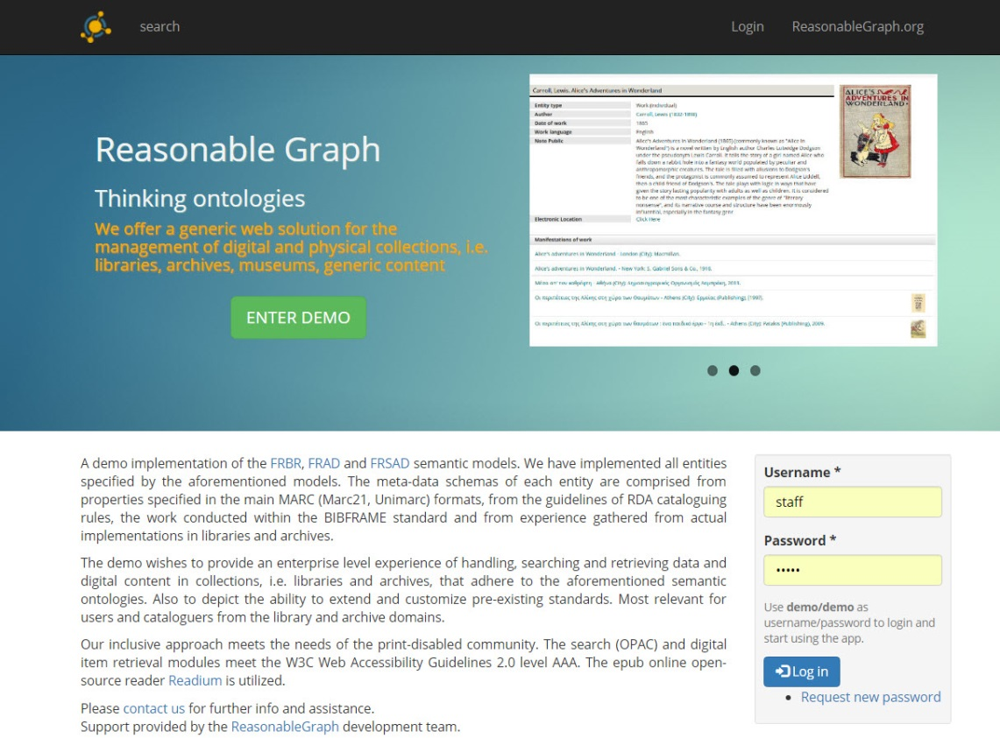 search
Login
ReasonableGraph.org
Reasonable Graph
Thinking ontologies
We offer a generic web solution for the
management of digital and physical collections, i.e.
libraries, archives, museums, generic content
ENTER DEMO
Carroll, Lewis. Alice's Adventures in Wonderland
Entity type Work (individual)
Author Carroll, Lewis (1832-1898)
Date of work 1865
Work language English
Note Public Alice's Adventures in Wonderland (1865) (commonly known as "Alice in
Wonderland") is a novel written by English author Charles Lutwidge Dodgson
under the pseudonym Lewis Carroll. It tells the story of a girl named Alice who
falls down a rabbit hole into a fantasy world populated by peculiar and
anthropomorphic creatures. The tale is filled with allusions to Dodgson's
friends, and the protagonist is commonly assumed to represent Alice Liddell,
then a child friend of Dodgson's. The tale plays with logic in ways that have
given the story lasting popularity with adults as well as children. It is considered
to be one of the most characteristic examples of the genre of "literary
nonsense", and its narrative course and structure have been enormously
influential, especially in the fantasy genr
Electronic Location Click Here
ALICE'S
ADVENTURES IN
WONDERLAND
Manifestations of work
Alice's adventures in Wonderland - London (City): Macmillan.
Alice's adventures in Wonderland. - New York: S. Gabriel Sons & Co., 1916.
Μέσα απ' τον καθρέφτη - Αθήνα (City): Δημοσιογραφικός Οργανισμός Λαμπράκη, 2013.
Οι περιπέτειες της Αλίκης στη χώρα των θαυμάτων - Athens (City): Ερμείας (Publishing), [199?].
Οι περιπέτειες της Αλίκης στη χώρα των θαυμάτων : ένα παιδικό έργο - 1η έκδ.. - Athens (City): Patakis (Publishing), 2009.
A demo implementation of the FRBR, FRAD and FRSAD semantic models. We have implemented all entities
specified by the aforementioned models. The meta-data schemas of each entity are comprised from
properties specified in the main MARC (Marc21, Unimarc) formats, from the guidelines of RDA cataloguing
rules, the work conducted within the BIBFRAME standard and from experience gathered from actual
implementations in libraries and archives.
The demo wishes to provide an enterprise level experience of handling, searching and retrieving data and
digital content in collections, i.e. libraries and archives, that adhere to the aforementioned semantic
ontologies. Also to depict the ability to extend and customize pre-existing standards. Most relevant for
users and cataloguers from the library and archive domains.
Our inclusive approach meets the needs of the print-disabled community. The search (OPAC) and digital
item retrieval modules meet the W3C Web Accessibility Guidelines 2.0 level AAA. The epub online open-
source reader Readium is utilized.
Please contact us for further info and assistance.
Support provided by the ReasonableGraph development team.
Username *
staff
Password *
•••••
Use demo/demo as
username/password to login and
start using the app.
Log in
Request new password